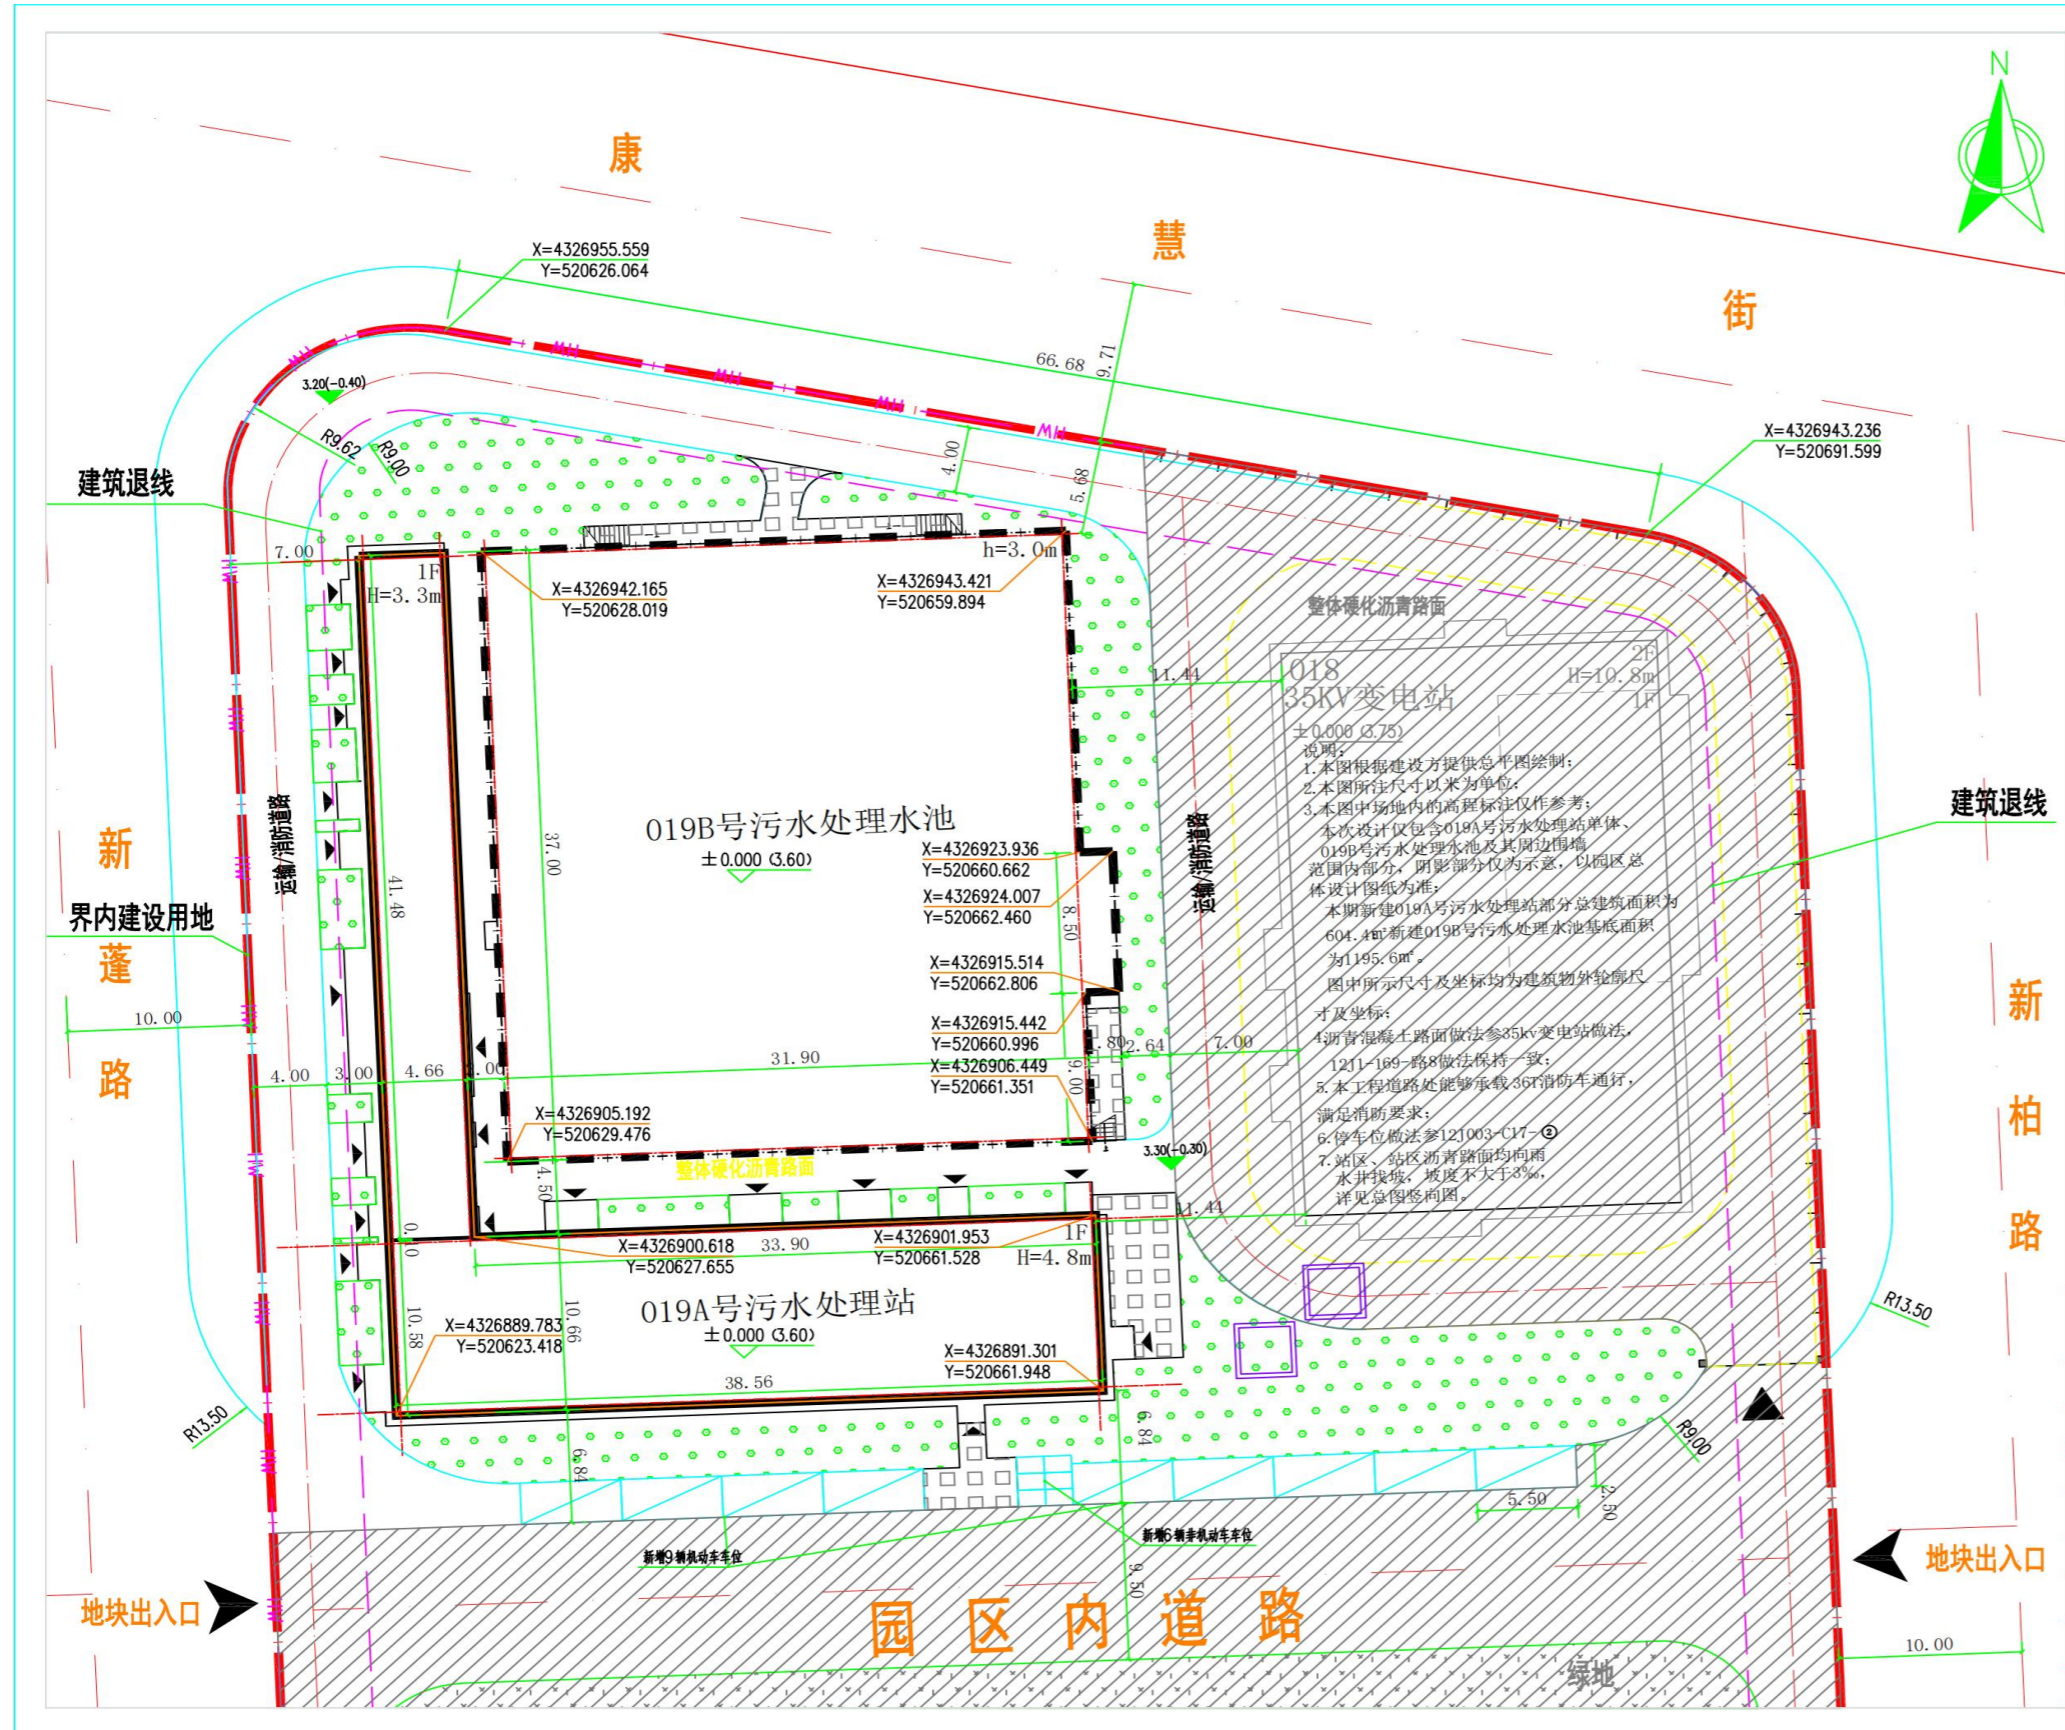 N
康
慧
街
X=4326955.559
Y=520626.064
66.68
9.71
3.20(-0.40)
X=4326943.236
Y=520691.599
R9.62
R9.00
4.00
5.68
建筑退线
7.00
1F
H=3.3m
h=3.0m
X=4326942.165
Y=520628.019
X=4326943.421
Y=520659.894
整体硬化沥青路面
018
35KV变电站
±0.000 (3.75)
2F
H=10.8m
1F
11.44
说明:
1.本图根据建设方提供总平图绘制;
2.本图所注尺寸以米为单位;
3.本图中场地内的高程标注仅作参考;
本次设计仅包含019A号污水处理站单体、
019B号污水处理水池及其周边围墙
范围内部分, 阴影部分仅为示意, 以园区总
体设计图纸为准;
本期新建019A号污水处理站部分总建筑面积为
604.4㎡新建019B号污水处理水池基底面积
为1195.6㎡。
图中所示尺寸及坐标均为建筑物外轮廓尺
寸及坐标;
4沥青混凝土路面做法参35kv变电站做法,
12J1-169-路8做法保持一致;
5.本工程道路处能够承载36T消防车通行,
满足消防要求;
6.停车位做法参12J003-C17-②
7.站区、站区沥青路面均向雨
水井找坡, 坡度不大于3‰,
详见总图竖向图。
建筑退线
运输/消防道路
运输/消防道路
新
蓬
路
界内建设用地
10.00
41.48
37.00
019B号污水处理水池
±0.000 (3.60)
X=4326923.936
Y=520660.662
X=4326924.007
Y=520662.460
8.50
X=4326915.514
Y=520662.806
X=4326915.442
Y=520660.996
X=4326906.449
Y=520661.351
4.00
3.00
4.66
31.90
2.64
7.00
9.00
X=4326905.192
Y=520629.476
整体硬化沥青路面
4.50
3.30(-0.30)
11.44
X=4326900.618
Y=520627.655
33.90
X=4326901.953
Y=520661.528
1F
H=4.8m
019A号污水处理站
±0.000 (3.60)
10.66
10.58
X=4326889.783
Y=520623.418
X=4326891.301
Y=520661.948
38.56
新
柏
路
R13.50
R13.50
R9.00
6.84
6.84
5.50
2.50
新增9辆机动车车位
新增6辆非机动车车位
9.50
地块出入口
地块出入口
园区内道路
绿地
10.00